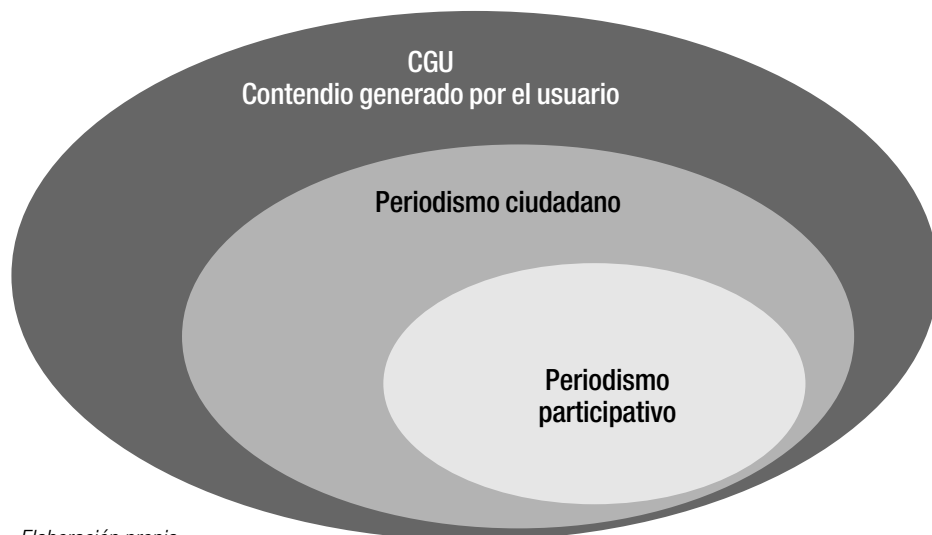 CGU
Contendio generado por el usuario
Periodismo ciudadano
Periodismo
participativo
Elaboración propia